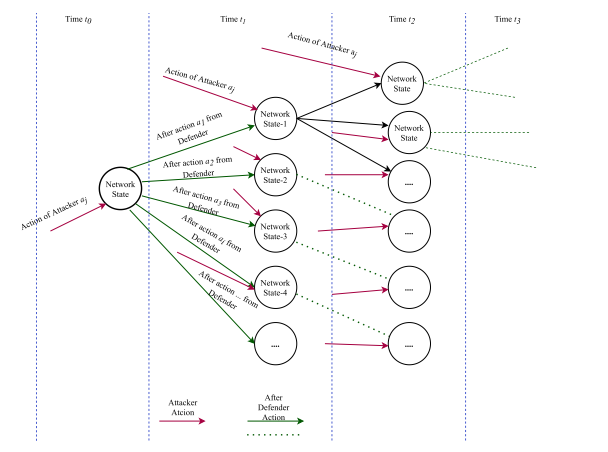 Time t0
Time t1
Time t2
Time t3
Action of Attacker aj
Action of Attacker aj
Network
State
Network
State-1
After action a1 from
Defender
Network
State
After action a2 from
Defender
Network
State-2
....
Network
State
After action a3 from
Defender
Action of Attacker aj
Network
State-3
....
After action ai from
Defender
Network
State-4
....
After action ... from
Defender
....
....
Attacker
Atcion
After
Defender
Action